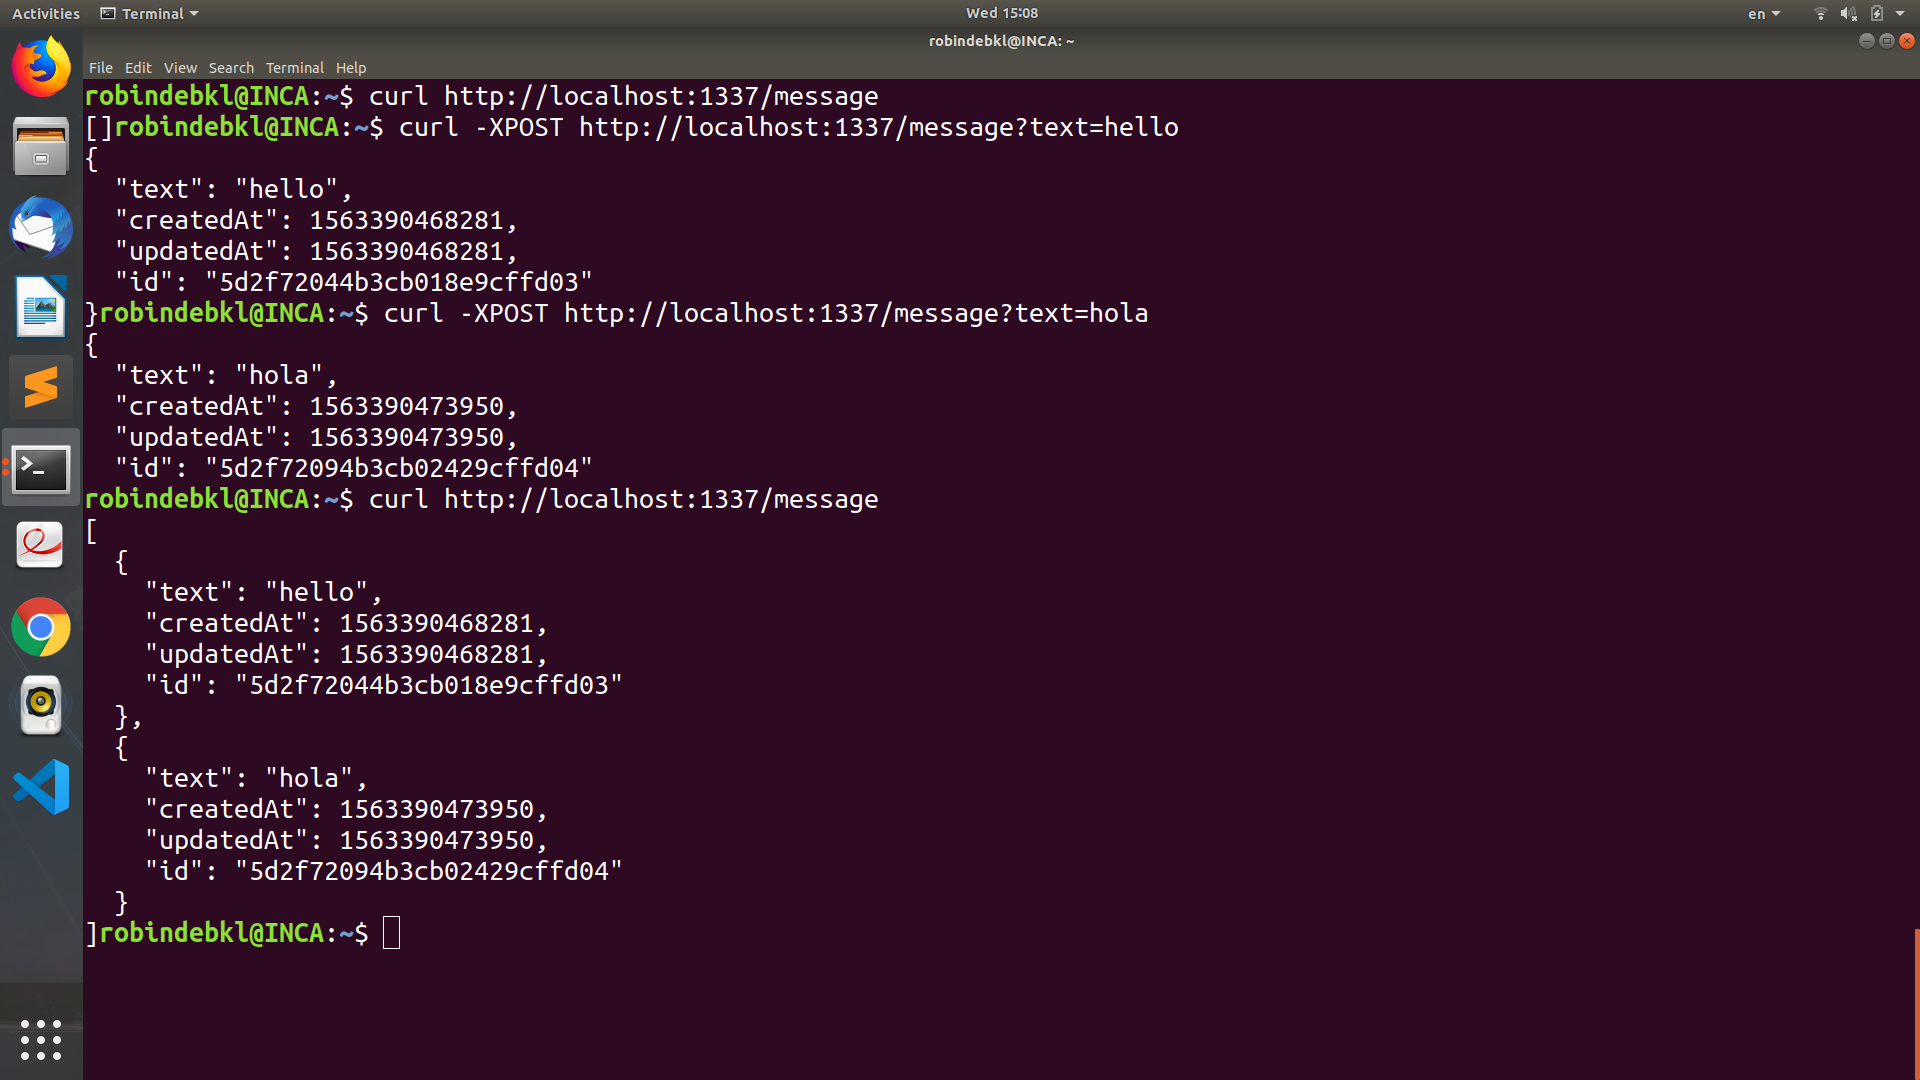 Activities Terminal Wed 15:08 en
robindebkl@INCA: ~
File Edit View Search Terminal Help
robindebkl@INCA:~$ curl http://localhost:1337/message
[]robindebkl@INCA:~$ curl -XPOST http://localhost:1337/message?text=hello
{
  "text": "hello",
  "createdAt": 1563390468281,
  "updatedAt": 1563390468281,
  "id": "5d2f72044b3cb018e9cffd03"
}robindebkl@INCA:~$ curl -XPOST http://localhost:1337/message?text=hola
{
  "text": "hola",
  "createdAt": 1563390473950,
  "updatedAt": 1563390473950,
  "id": "5d2f72094b3cb02429cffd04"
robindebkl@INCA:~$ curl http://localhost:1337/message
[
  {
    "text": "hello",
    "createdAt": 1563390468281,
    "updatedAt": 1563390468281,
    "id": "5d2f72044b3cb018e9cffd03"
  },
  {
    "text": "hola",
    "createdAt": 1563390473950,
    "updatedAt": 1563390473950,
    "id": "5d2f72094b3cb02429cffd04"
  }
]robindebkl@INCA:~$